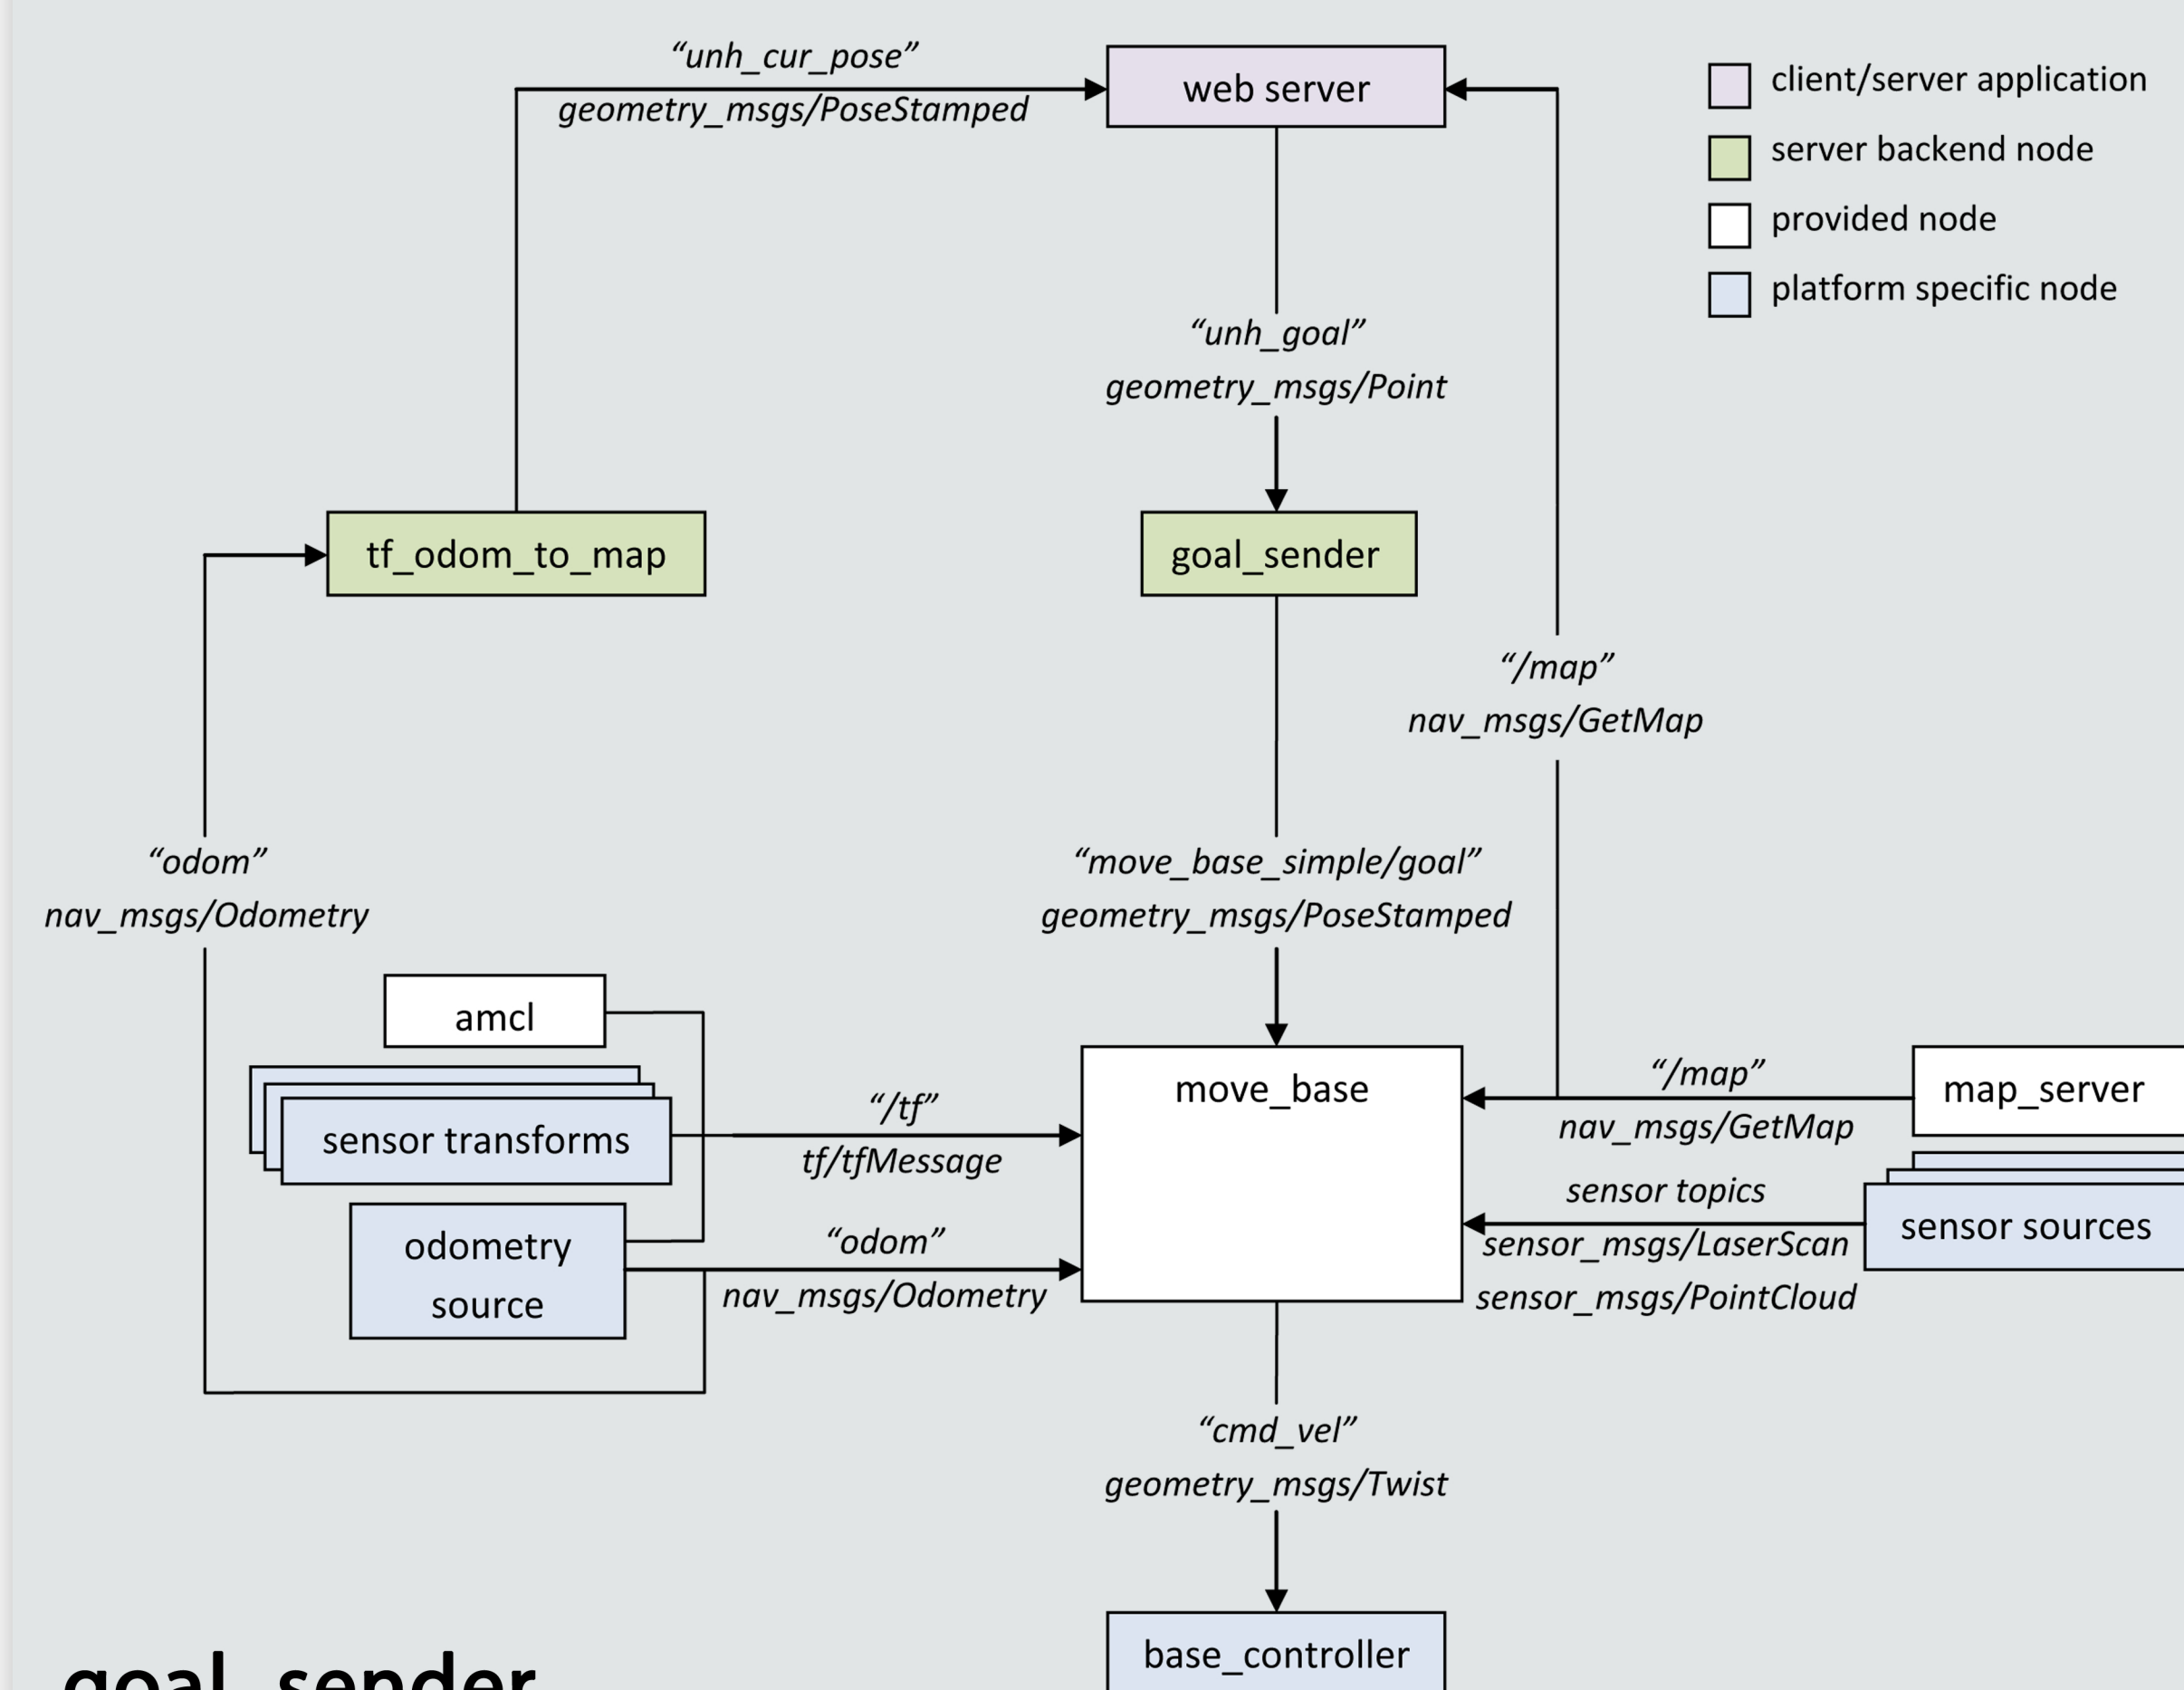 “unh_cur_pose”
geometry_msgs/PoseStamped
web server
client/server application
server backend node
provided node
platform specific node
“unh_goal”
geometry_msgs/Point
tf_odom_to_map
goal_sender
“/map”
nav_msgs/GetMap
“odom”
nav_msgs/Odometry
“move_base_simple/goal”
geometry_msgs/PoseStamped
amcl
sensor transforms
odometry
source
“/tf”
tf/tfMessage
“odom”
nav_msgs/Odometry
move_base
“/map”
nav_msgs/GetMap
map_server
sensor topics
sensor_msgs/LaserScan
sensor_msgs/PointCloud
sensor sources
“cmd_vel”
geometry_msgs/Twist
base_controller
goal_sender